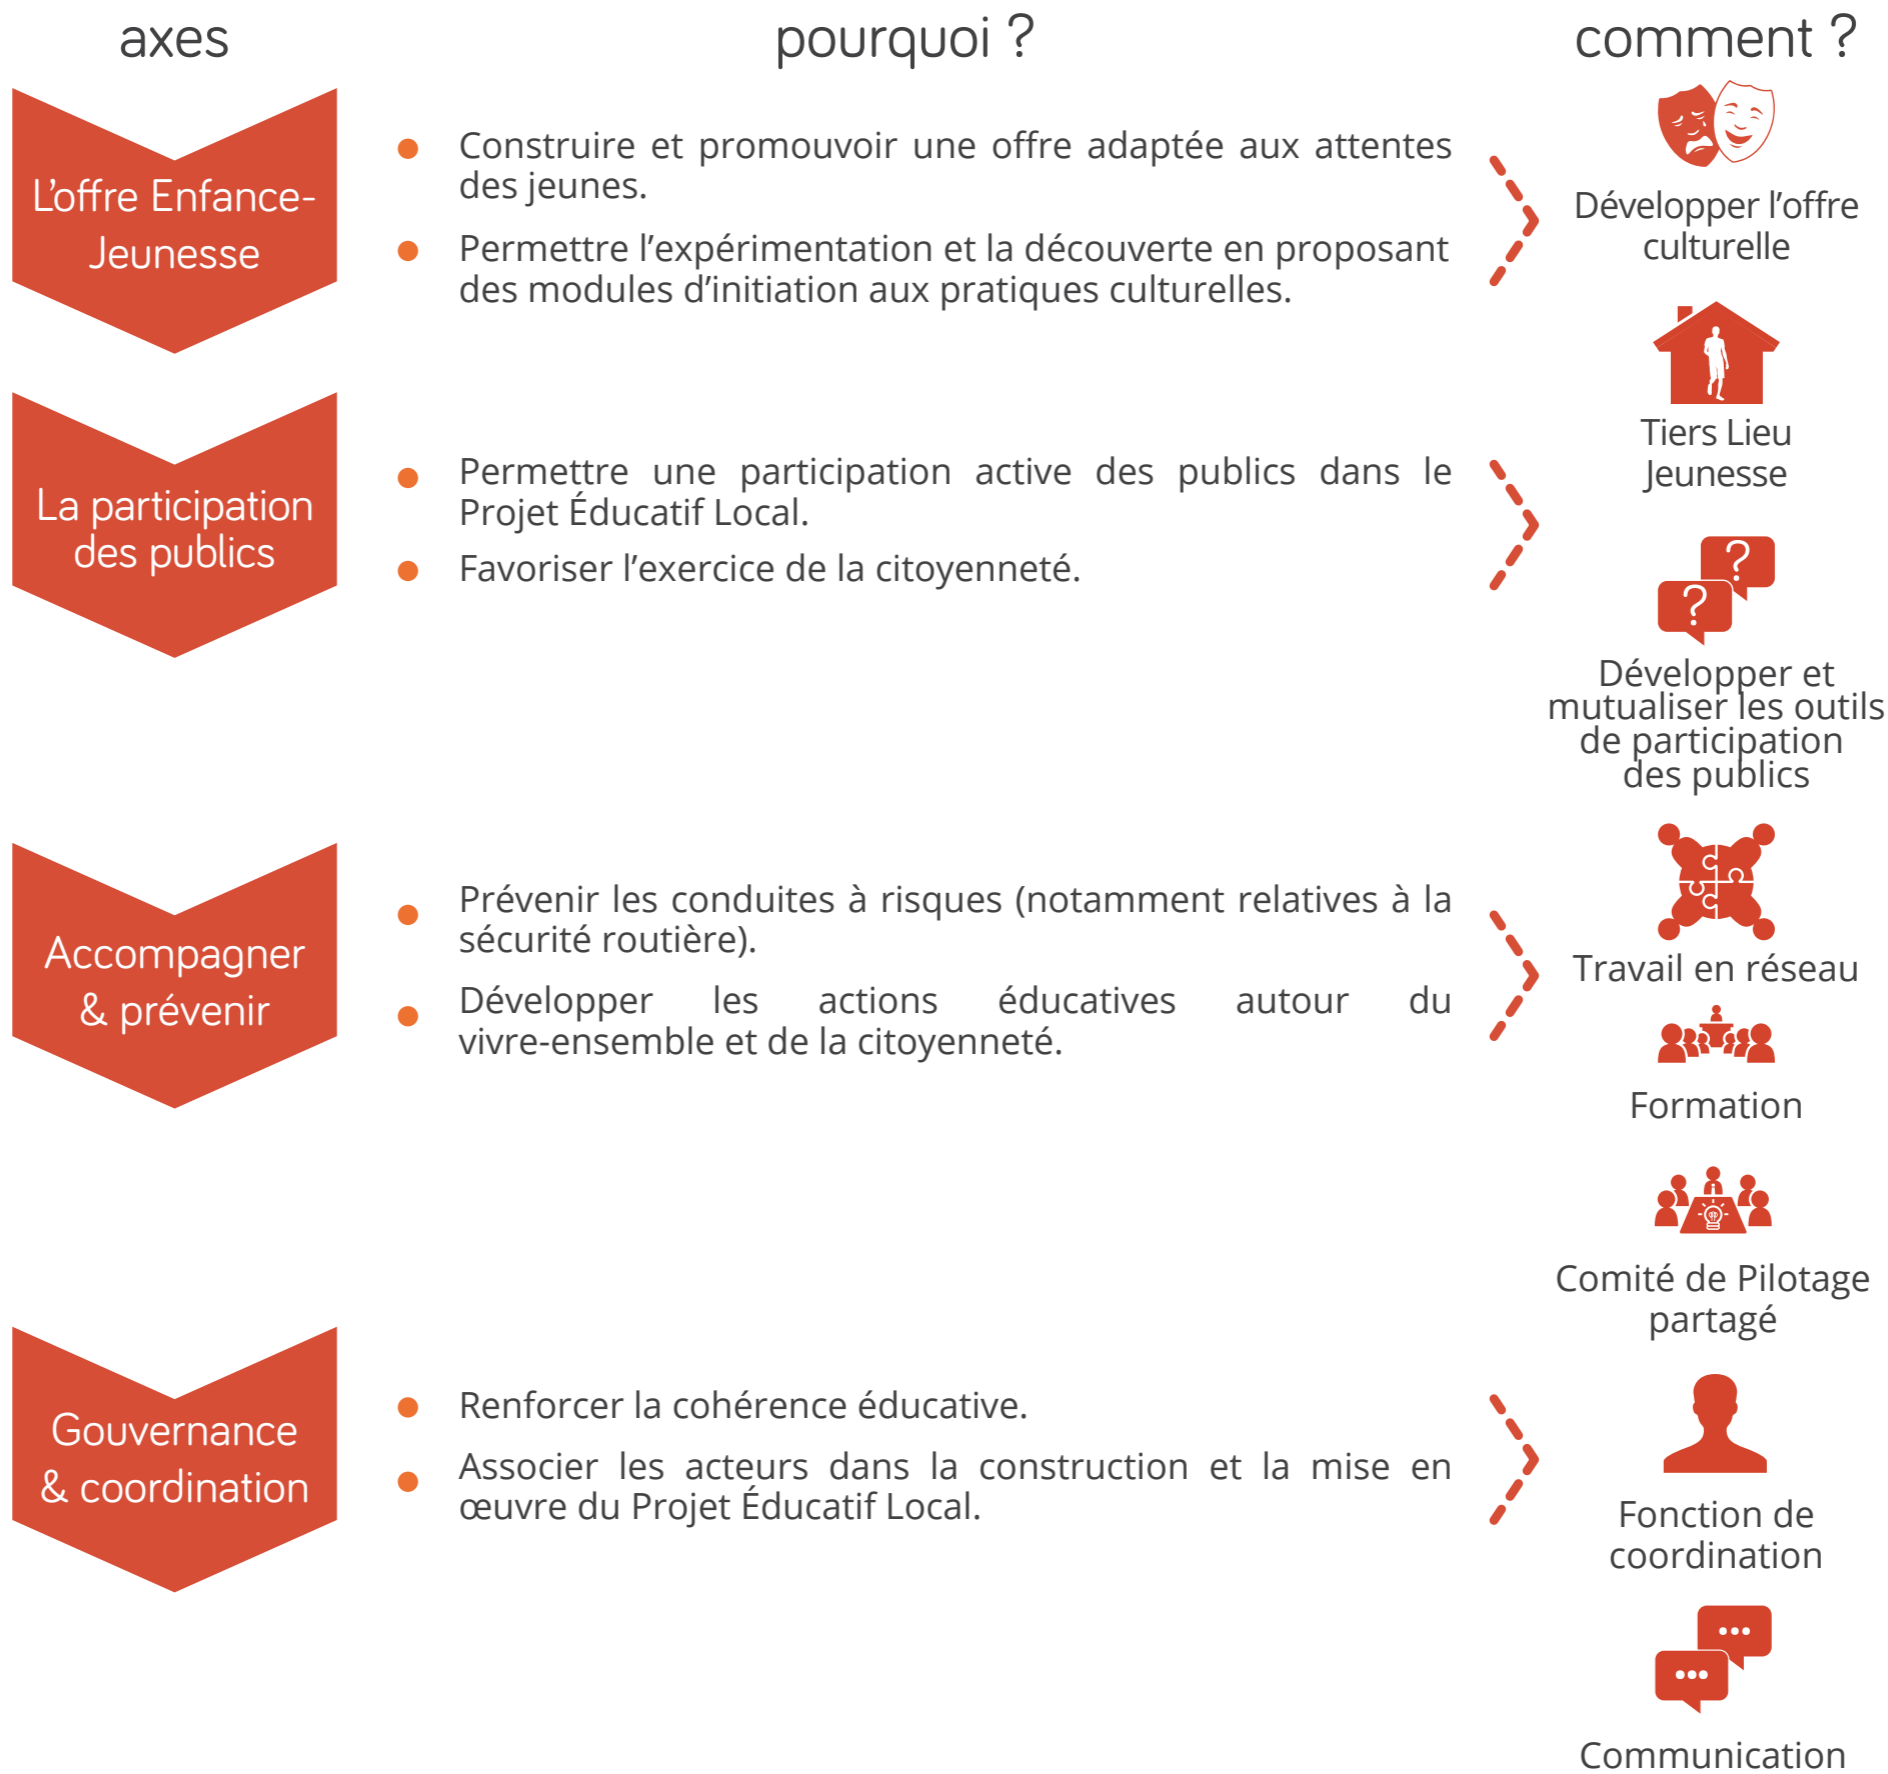 axes
pourquoi ?
comment ?
L’offre Enfance-
Jeunesse
Construire et promouvoir une offre adaptée aux attentes
des jeunes.
Permettre l’expérimentation et la découverte en proposant
des modules d’initiation aux pratiques culturelles.
Développer l’offre
culturelle
Tiers Lieu
Jeunesse
La participation
des publics
Permettre une participation active des publics dans le
Projet Éducatif Local.
Favoriser l’exercice de la citoyenneté.
? 
?
Développer et
mutualiser les outils
de participation
des publics
Accompagner
& prévenir
Prévenir les conduites à risques (notamment relatives à la
sécurité routière).
Développer les actions éducatives autour du
vivre-ensemble et de la citoyenneté.
Travail en réseau
Formation
Comité de Pilotage
partagé
Gouvernance
& coordination
Renforcer la cohérence éducative.
Associer les acteurs dans la construction et la mise en
œuvre du Projet Éducatif Local.
Fonction de
coordination
Communication